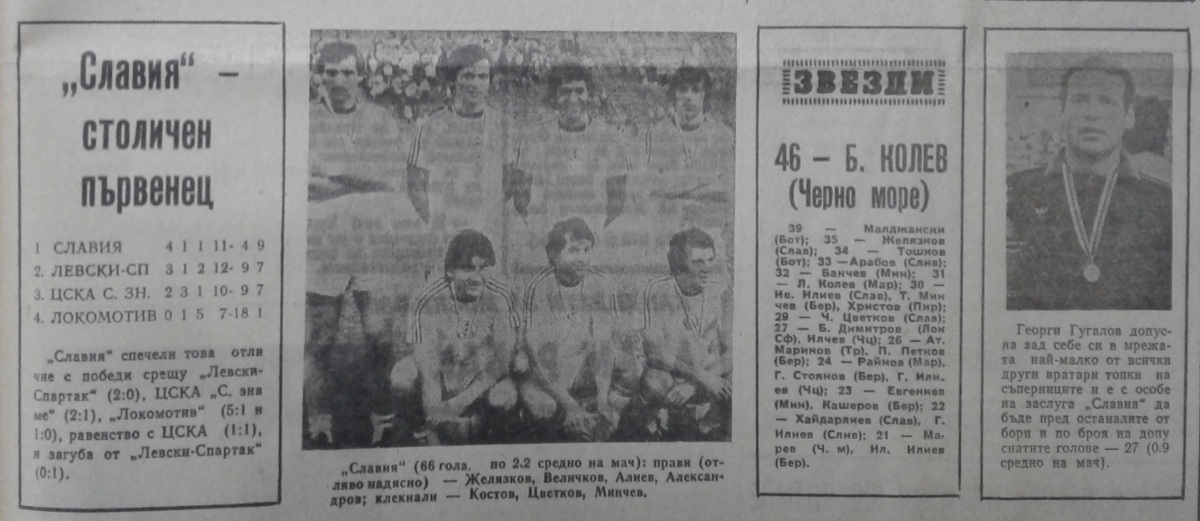 „Славия“ –
столичен
първенец
1 СЛАВИЯ 4 1 1 11- 4 9
2. ЛЕВСКИ-СП 3 1 2 12- 9 7
3. ЦСКА С. ЗН. 2 3 1 10- 9 7
4. ЛОКОМОТИВ 0 1 5 7-18 1
„Славия“ спечели това отли
чие с победи срещу „Левски-
Спартак“ (2:0), ЦСКА „С. зна
ме“ (2:1), „Локомотив“ (5:1 и
1:0), равенство с ЦСКА (1:1),
и загуба от „Левски-Спартак“
(0:1).
„Славия“ (66 гола, по 2.2 средно на мач): прави (от-
ляво надясно) — Желязков, Величков, Алиев, Алексан-
дров; клекнали — Костов, Цветков, Минчев.
ЗВЕЗДИ
46 – Б. КОЛЕВ
(Черно море)
39 — Малджански
(Бот); 35 — Желязков
(Слав); 34 — Тошков
(Бот); 33 —Арабов (Слив);
32 — Банчев (Мин); 31
— Л. Колев (Мар); 30 —
Ив. Илиев (Слав), Т. Мин
чев (Бер), Христов (Пир);
29 — Ч. Цветков (Слав);
27 — Б. Димитров (Лок
Сф), Илчев (Чц); 26 — Ат.
Маринов (Тр), П. Петков
(Бер); 24 — Райнов (Мар),
Г. Стоянов (Бер), Г. Или-
ев (Чц); 23 — Евгениев
(Мин), Кашеров (Бер); 22
— Хайдарлиев (Слав), Г.
Илиев (Слив); 21 — Ма-
рев (Ч. м), Ил. Илиев
(Бер).
Георги Гугалов допус-
на зад себе си в мрежа-
та най-малко от всички
други вратари топки на
съперниците и е с особе
на заслуга „Славия“ да
бъде пред останалите от
бори и по броя на допу
снатите голове — 27 (0.9
средно на мач).